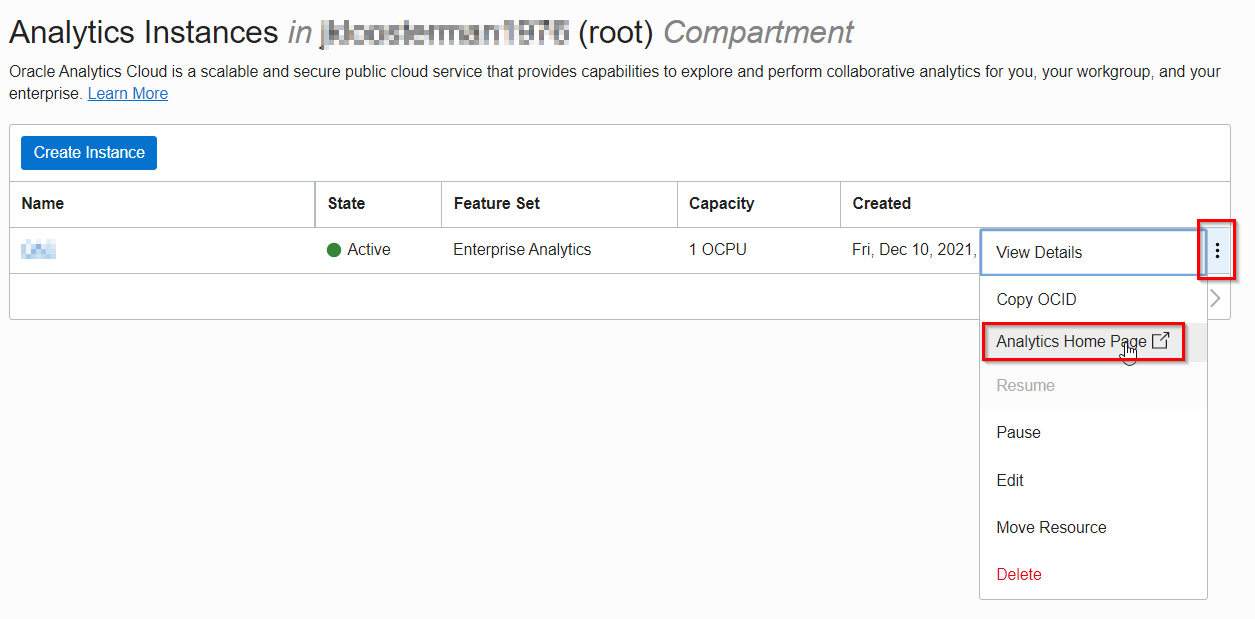 Analytics Instances in (root) Compartment
Oracle Analytics Cloud is a scalable and secure public cloud service that provides capabilities to explore and perform collaborative analytics for you, your workgroup, and your
enterprise. Learn More
Create Instance
Name State Feature Set Capacity Created
Active Enterprise Analytics 1 OCPU Fri, Dec 10, 2021,
View Details
Copy OCID
Analytics Home Page
Resume
Pause
Edit
Move Resource
Delete